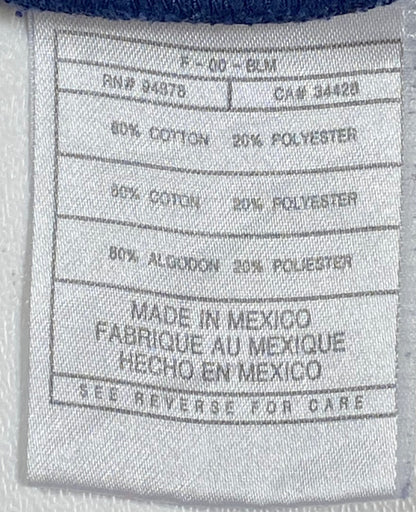 F - 00 - BLM
RN# 94878 CA# 34428
80% COTTON 20% POLYESTER
80% COTON 20% POLYESTER
80% ALGODON 20% POLIESTER
MADE IN MEXICO
FABRIQUE AU MEXIQUE
HECHO EN MEXICO
SEE REVERSE FOR CARE